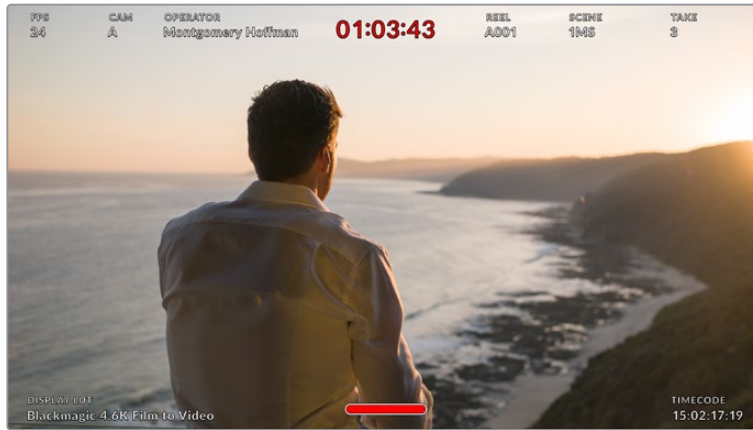 FPS CAM OPERATOR 01:03:43 REEL SCENE TAKE
24 A Montgomery Hoffman A001 1MS 3
DISPLAY LUT TIMECODE
Blackmagic 4.6K Film to Video 15:02:17:19